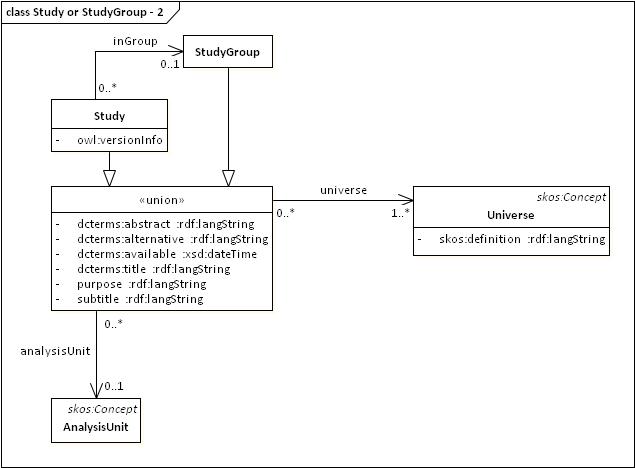 class Study or StudyGroup - 2
inGroup
StudyGroup
0..1
0..*
Study
- owl:versionInfo
«union»
- dcterms:abstract :rdf:langString
- dcterms:alternative :rdf:langString
- dcterms:available :xsd:dateTime
- dcterms:title :rdf:langString
- purpose :rdf:langString
- subtitle :rdf:langString
universe
0..*
1..*
skos:Concept
Universe
- skos:definition :rdf:langString
0..*
analysisUnit
0..1
skos:Concept
AnalysisUnit